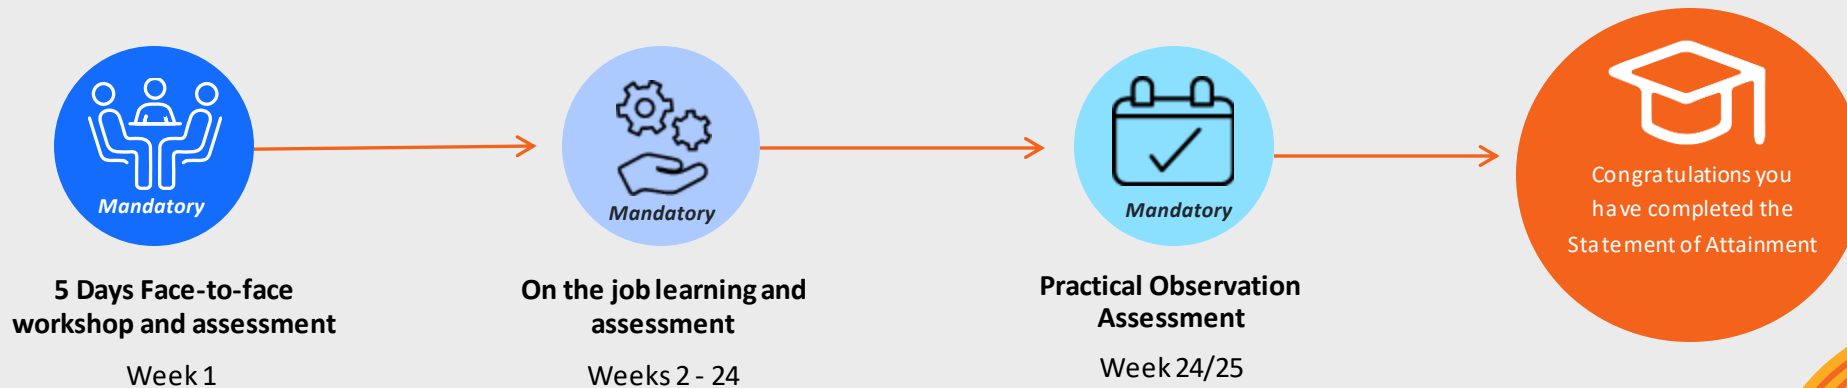 Mandatory
5 Days Face-to-face
workshop and assessment
Week 1
Mandatory
On the job learning and
assessment
Weeks 2 - 24
Mandatory
Practical Observation
Assessment
Week 24/25
Congratulations you
have completed the
Statement of Attainment